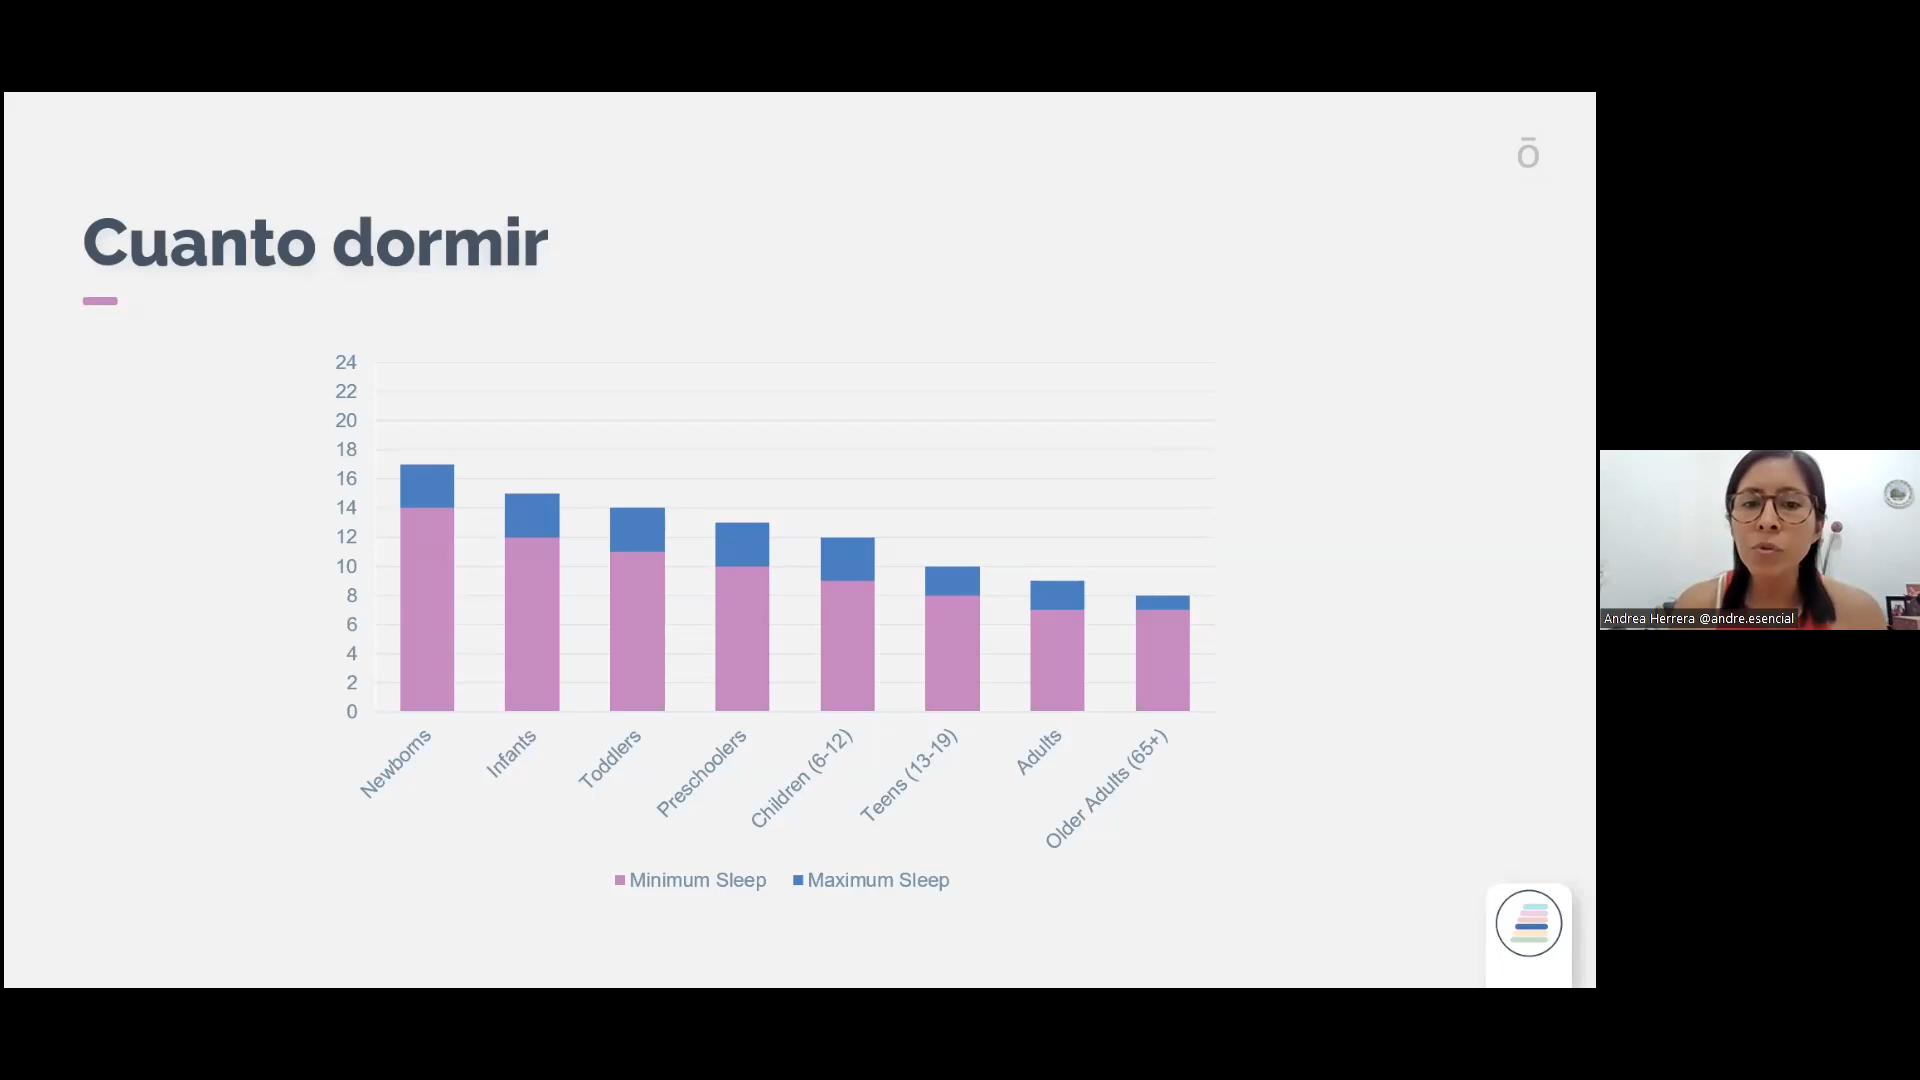 ō
Cuanto dormir
24
22
20
18
16
14
12
10
8
6
4
2
0
Newborns
Infants
Toddlers
Preschoolers
Children (6-12)
Teens (13-19)
Adults
Older Adults (65+)
Minimum Sleep
Maximum Sleep
Andrea Herrera @andre.esencial